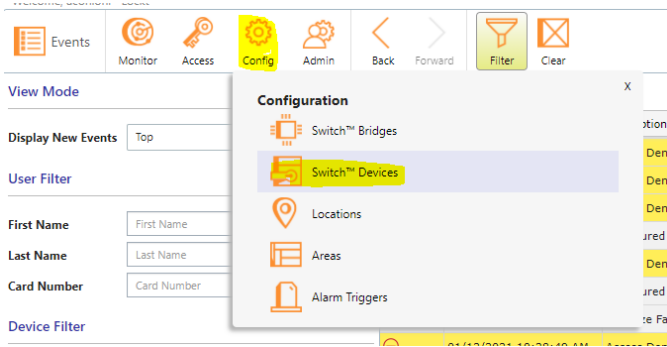 Events
Monitor
Access
Config
Admin
Back
Forward
Filter
Clear
View Mode
X
Configuration
Display New Events
Top
Switch™ Bridges
Switch™ Devices
User Filter
Locations
First Name
First Name
Last Name
Last Name
Areas
Card Number
Card Number
Alarm Triggers
Device Filter